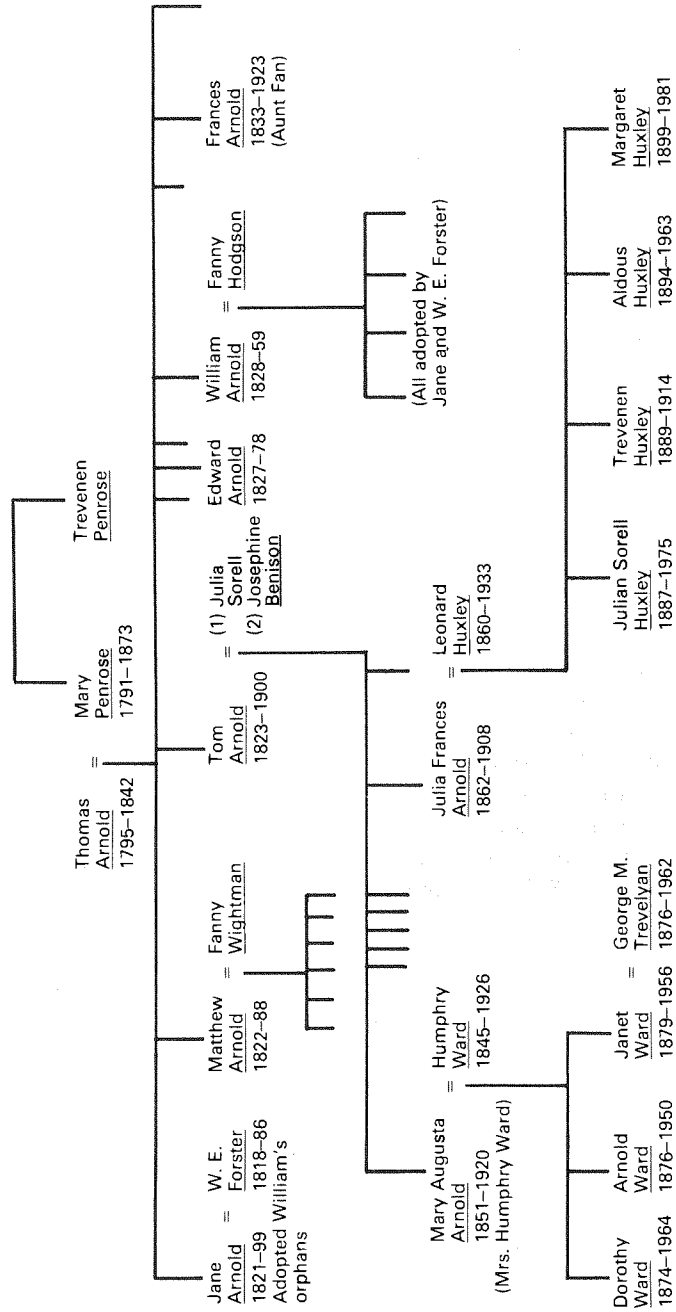 Thomas
Arnold
1795–1842
=
Mary
Penrose
1791–1873
Trevenen
Penrose
Jane
Arnold
1821–99
=
W. E.
Forster
1818–86
Adopted William's
orphans
Matthew
Arnold
1822–88
=
Fanny
Wightman
Tom
Arnold
1823–1900
=
(1) Julia
Sorell
(2) Josephine
Benison
Edward
Arnold
1827–78
William
Arnold
1828–59
=
Fanny
Hodgson
Frances
Arnold
1833–1923
(Aunt Fan)
(All adopted by
Jane and W. E. Forster)
Mary Augusta
Arnold
1851–1920
(Mrs. Humphry Ward)
=
Humphry
Ward
1845–1926
Julia Frances
Arnold
1862–1908
=
Leonard
Huxley
1860–1933
Dorothy
Ward
1874–1964
Arnold
Ward
1876–1950
Janet
Ward
1879–1956
=
George M.
Trevelyan
1876–1962
Julian Sorell
Huxley
1887–1975
Trevenen
Huxley
1889–1914
Aldous
Huxley
1894–1963
Margaret
Huxley
1899–1981